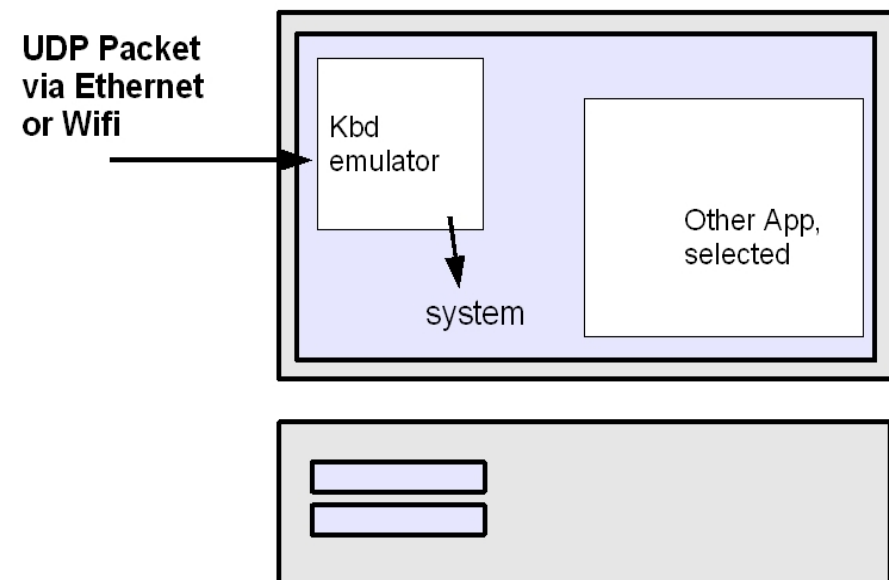 UDP Packet
via Ethernet
or Wifi
Kbd
emulator
Other App,
selected
system